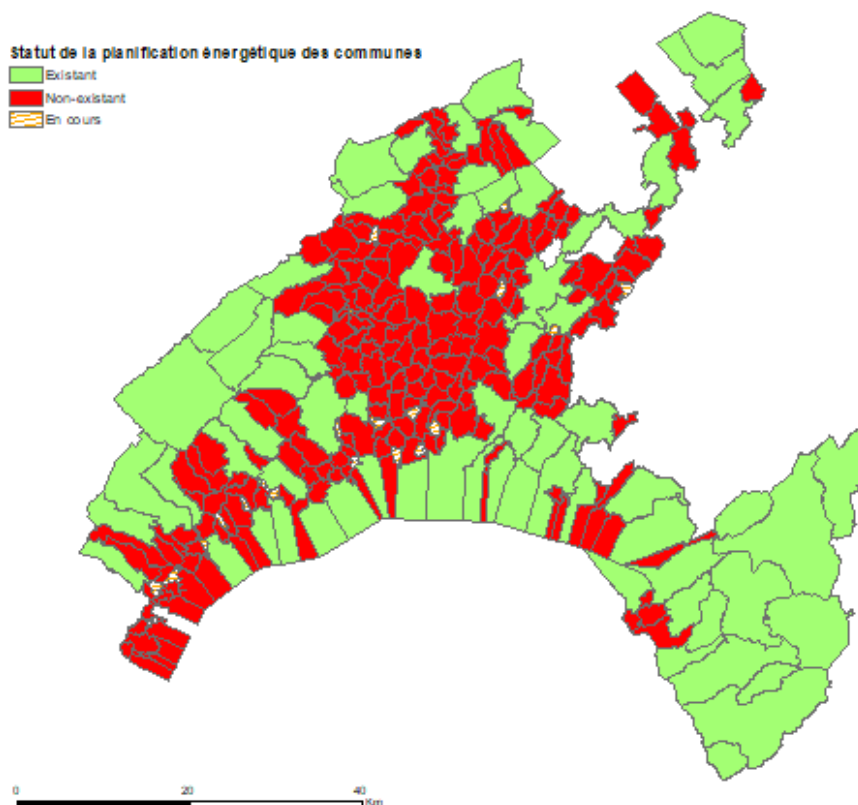 Statut de la planification énergétique des communes
Existant
Non-existant
En cours
0 20 40
Km